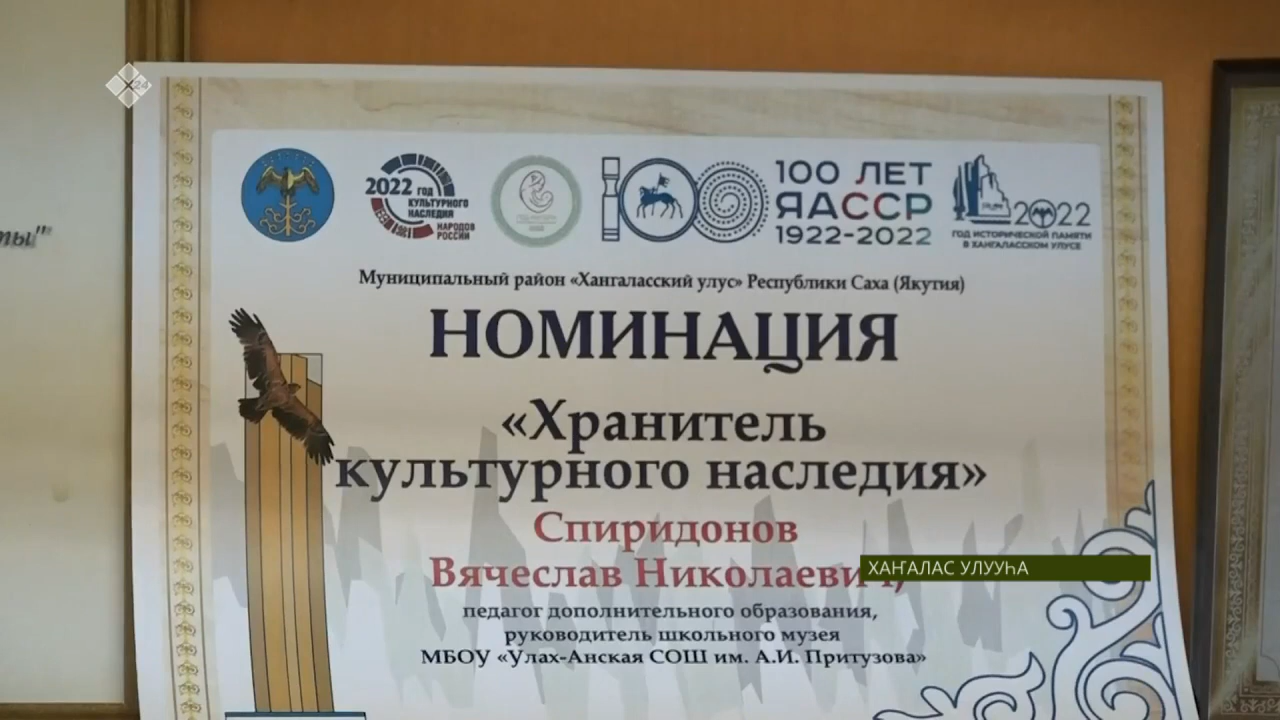 24
ты"
2022 ГОД
КУЛЬТУРНОГО
НАСЛЕДИЯ
НАРОДОВ
РОССИИ
100 ЛЕТ
ЯАССР
1922-2022
2022
ГОД ИСТОРИЧЕСКОЙ ПАМЯТИ
В ХАНГАЛАССКОМ УЛУСЕ
Муниципальный район «Хангаласский улус» Республики Саха (Якутия)
НОМИНАЦИЯ
«Хранитель
культурного наследия»
Спиридонов
Вячеслав Николаевич,
ХАҤАЛАС УЛУУҺА
педагог дополнительного образования,
руководитель школьного музея
МБОУ «Улах-Анская СОШ им. А.И. Притузова»